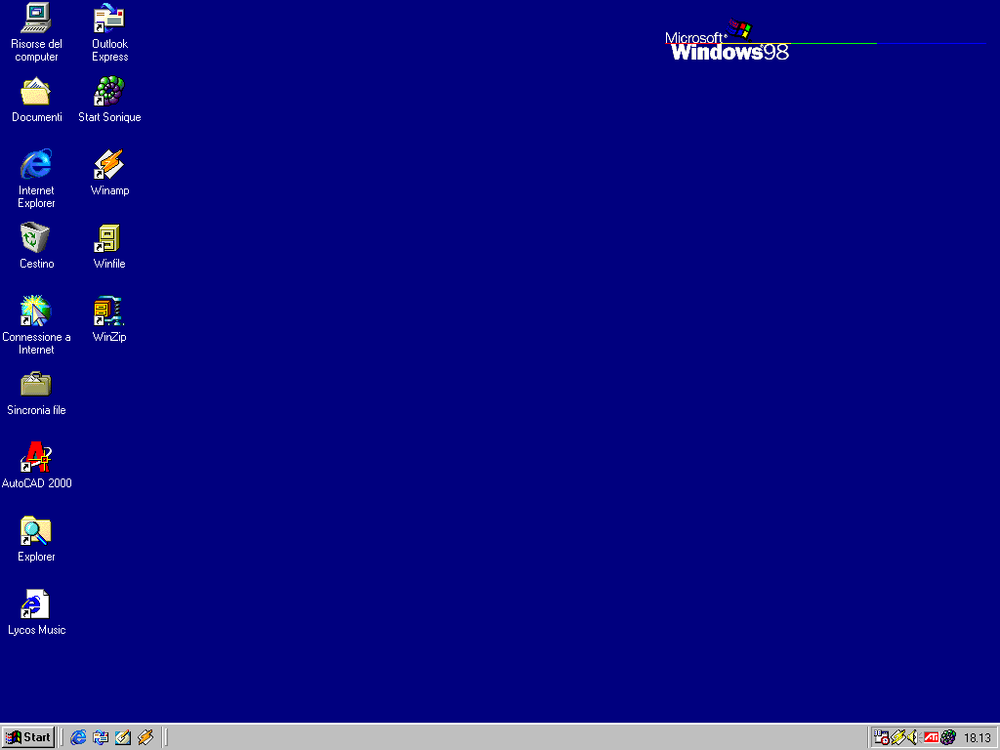 Risorse del
computer
Outlook
Express
Microsoft®
Windows98
Documenti
Start Sonique
Internet
Explorer
Winamp
Cestino
Winfile
Connessione a
Internet
WinZip
Sincronia file
AutoCAD 2000
Explorer
Lycos Music
Start
ATI
18.13